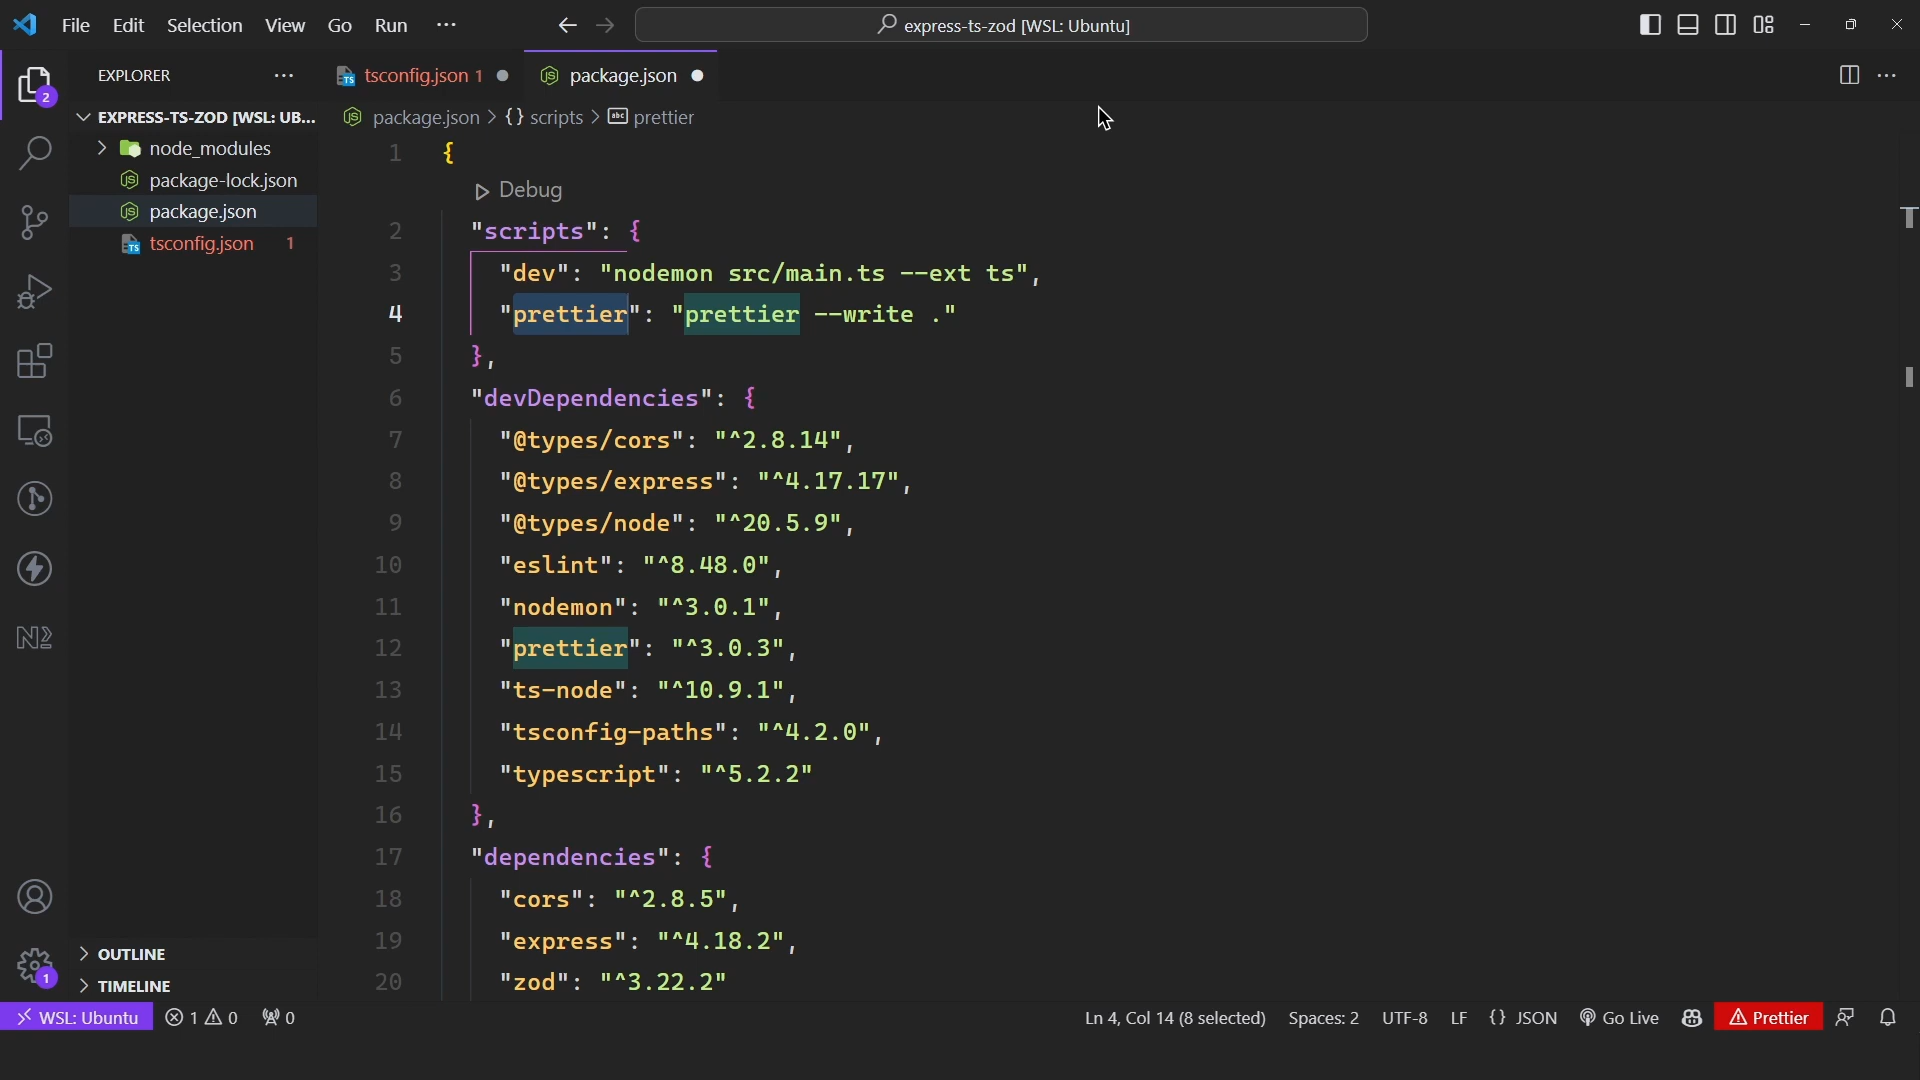 File Edit Selection View Go Run ···
express-ts-zod [WSL: Ubuntu]
EXPLORER ···
tsconfig.json 1
package.json
EXPRESS-TS-ZOD [WSL: UB...
package.json > {} scripts > abc prettier
node_modules
package-lock.json
package.json
tsconfig.json 1
2
1 {
Debug
2 "scripts": {
3 "dev": "nodemon src/main.ts --ext ts",
4 "prettier": "prettier --write ."
5 },
6 "devDependencies": {
7 "@types/cors": "^2.8.14",
8 "@types/express": "^4.17.17",
9 "@types/node": "^20.5.9",
10 "eslint": "^8.48.0",
11 "nodemon": "^3.0.1",
12 "prettier": "^3.0.3",
13 "ts-node": "^10.9.1",
14 "tsconfig-paths": "^4.2.0",
15 "typescript": "^5.2.2"
16 },
17 "dependencies": {
18 "cors": "^2.8.5",
19 "express": "^4.18.2",
20 "zod": "^3.22.2"
OUTLINE
TIMELINE
1
WSL: Ubuntu 1 0 0
Ln 4, Col 14 (8 selected) Spaces: 2 UTF-8 LF {} JSON Go Live Prettier